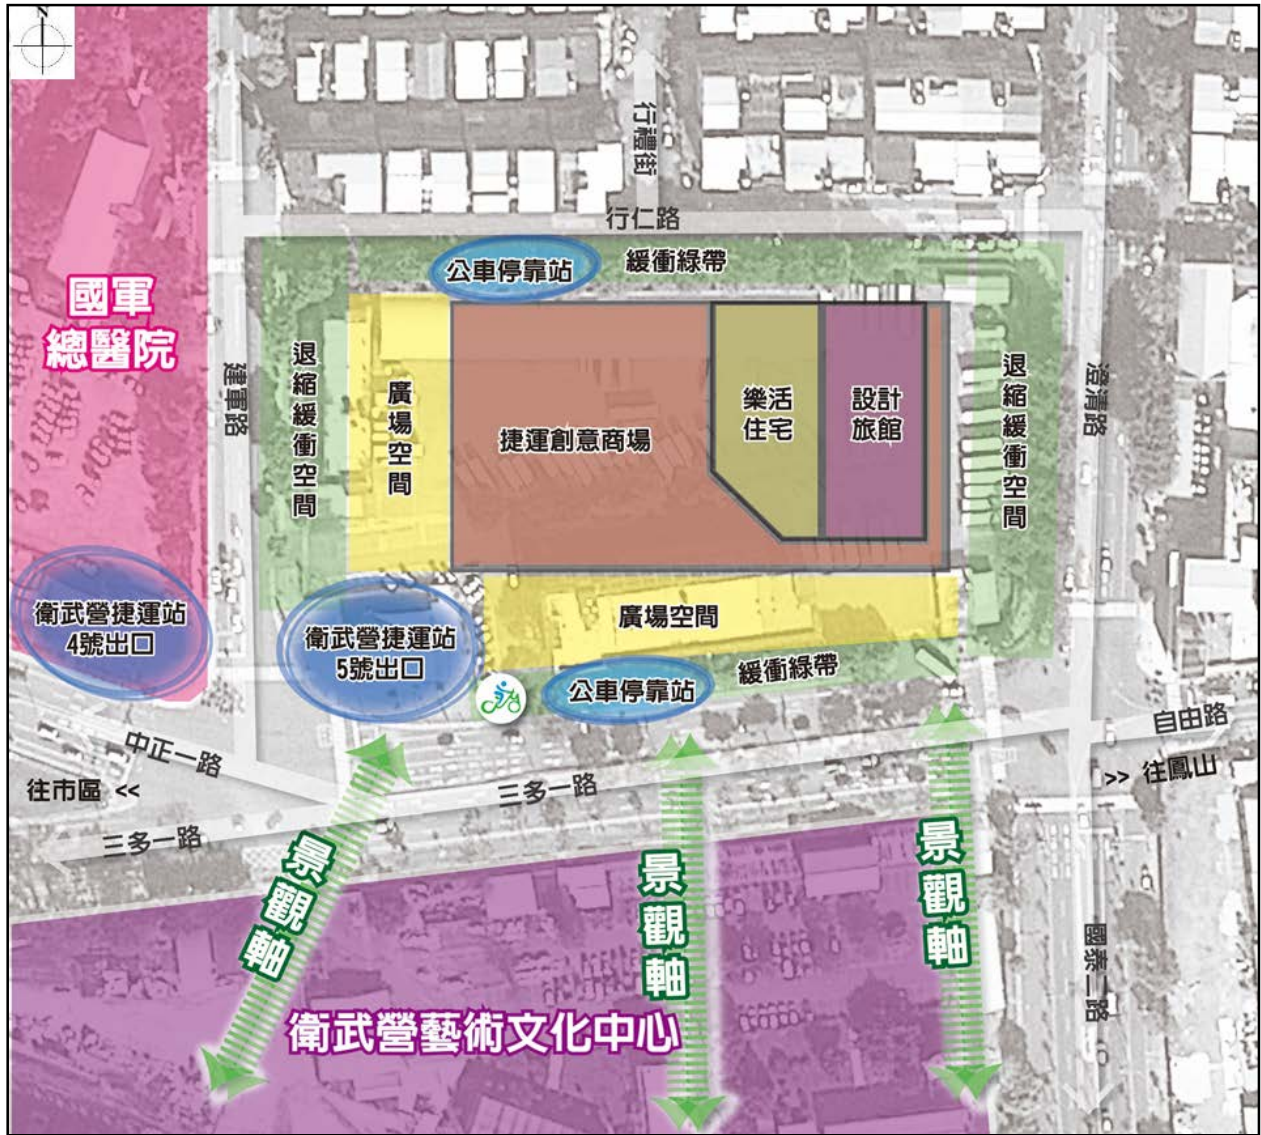 N
行禮街
行仁路
公車停靠站
緩衝綠帶
國軍
總醫院
建軍路
退縮緩衝空間
廣場空間
捷運創意商場
樂活
住宅
設計
旅館
退縮緩衝空間
澄清路
衛武營捷運站
4號出口
衛武營捷運站
5號出口
廣場空間
公車停靠站
緩衝綠帶
中正一路
往市區 <<
三多一路
三多一路
自由路
>> 往鳳山
景觀軸
景觀軸
景觀軸
國泰二路
衛武營藝術文化中心